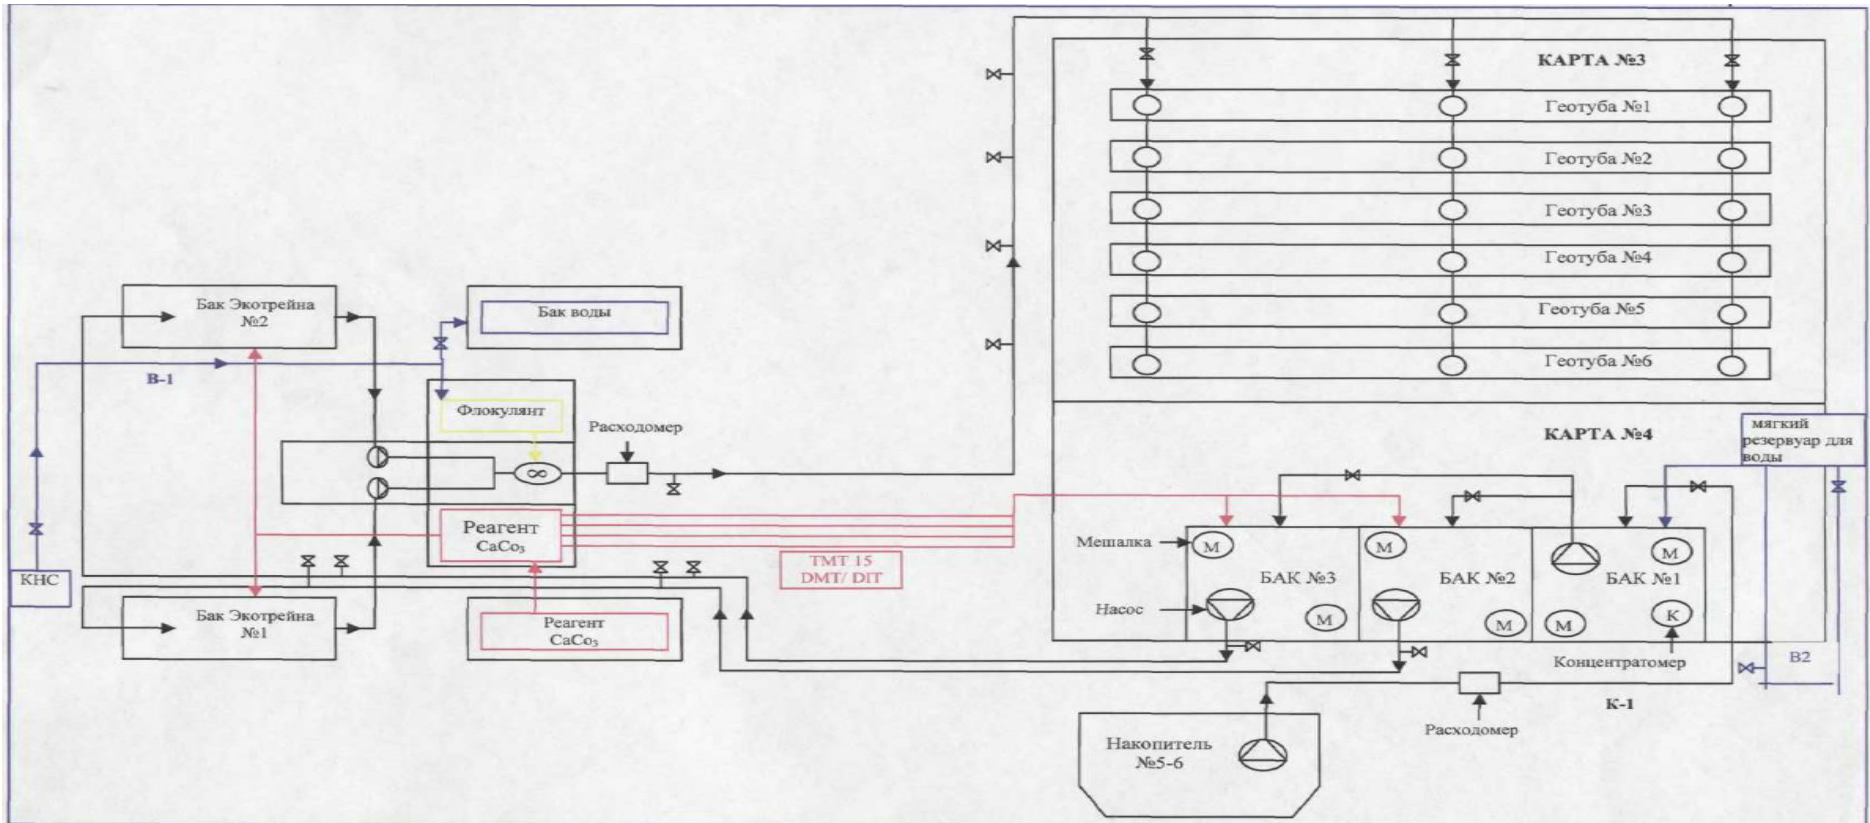 КАРТА №3
Геотуба №1
Геотуба №2
Геотуба №3
Геотуба №4
Геотуба №5
Геотуба №6
Бак Экотрейна
№2
Бак воды
В-1
Флокулянт
Расходомер
∞
КАРТА №4
мягкий
резервуар для
воды
Реагент
CaCo₃
ТМТ 15
DMT/ DIT
Мешалка
М
М
М
БАК №3
БАК №2
БАК №1
КНС
Бак Экотрейна
№1
Реагент
CaCo₃
Насос
М
М
М
К
Концентратомер
В2
К-1
Расходомер
Накопитель
№5-6